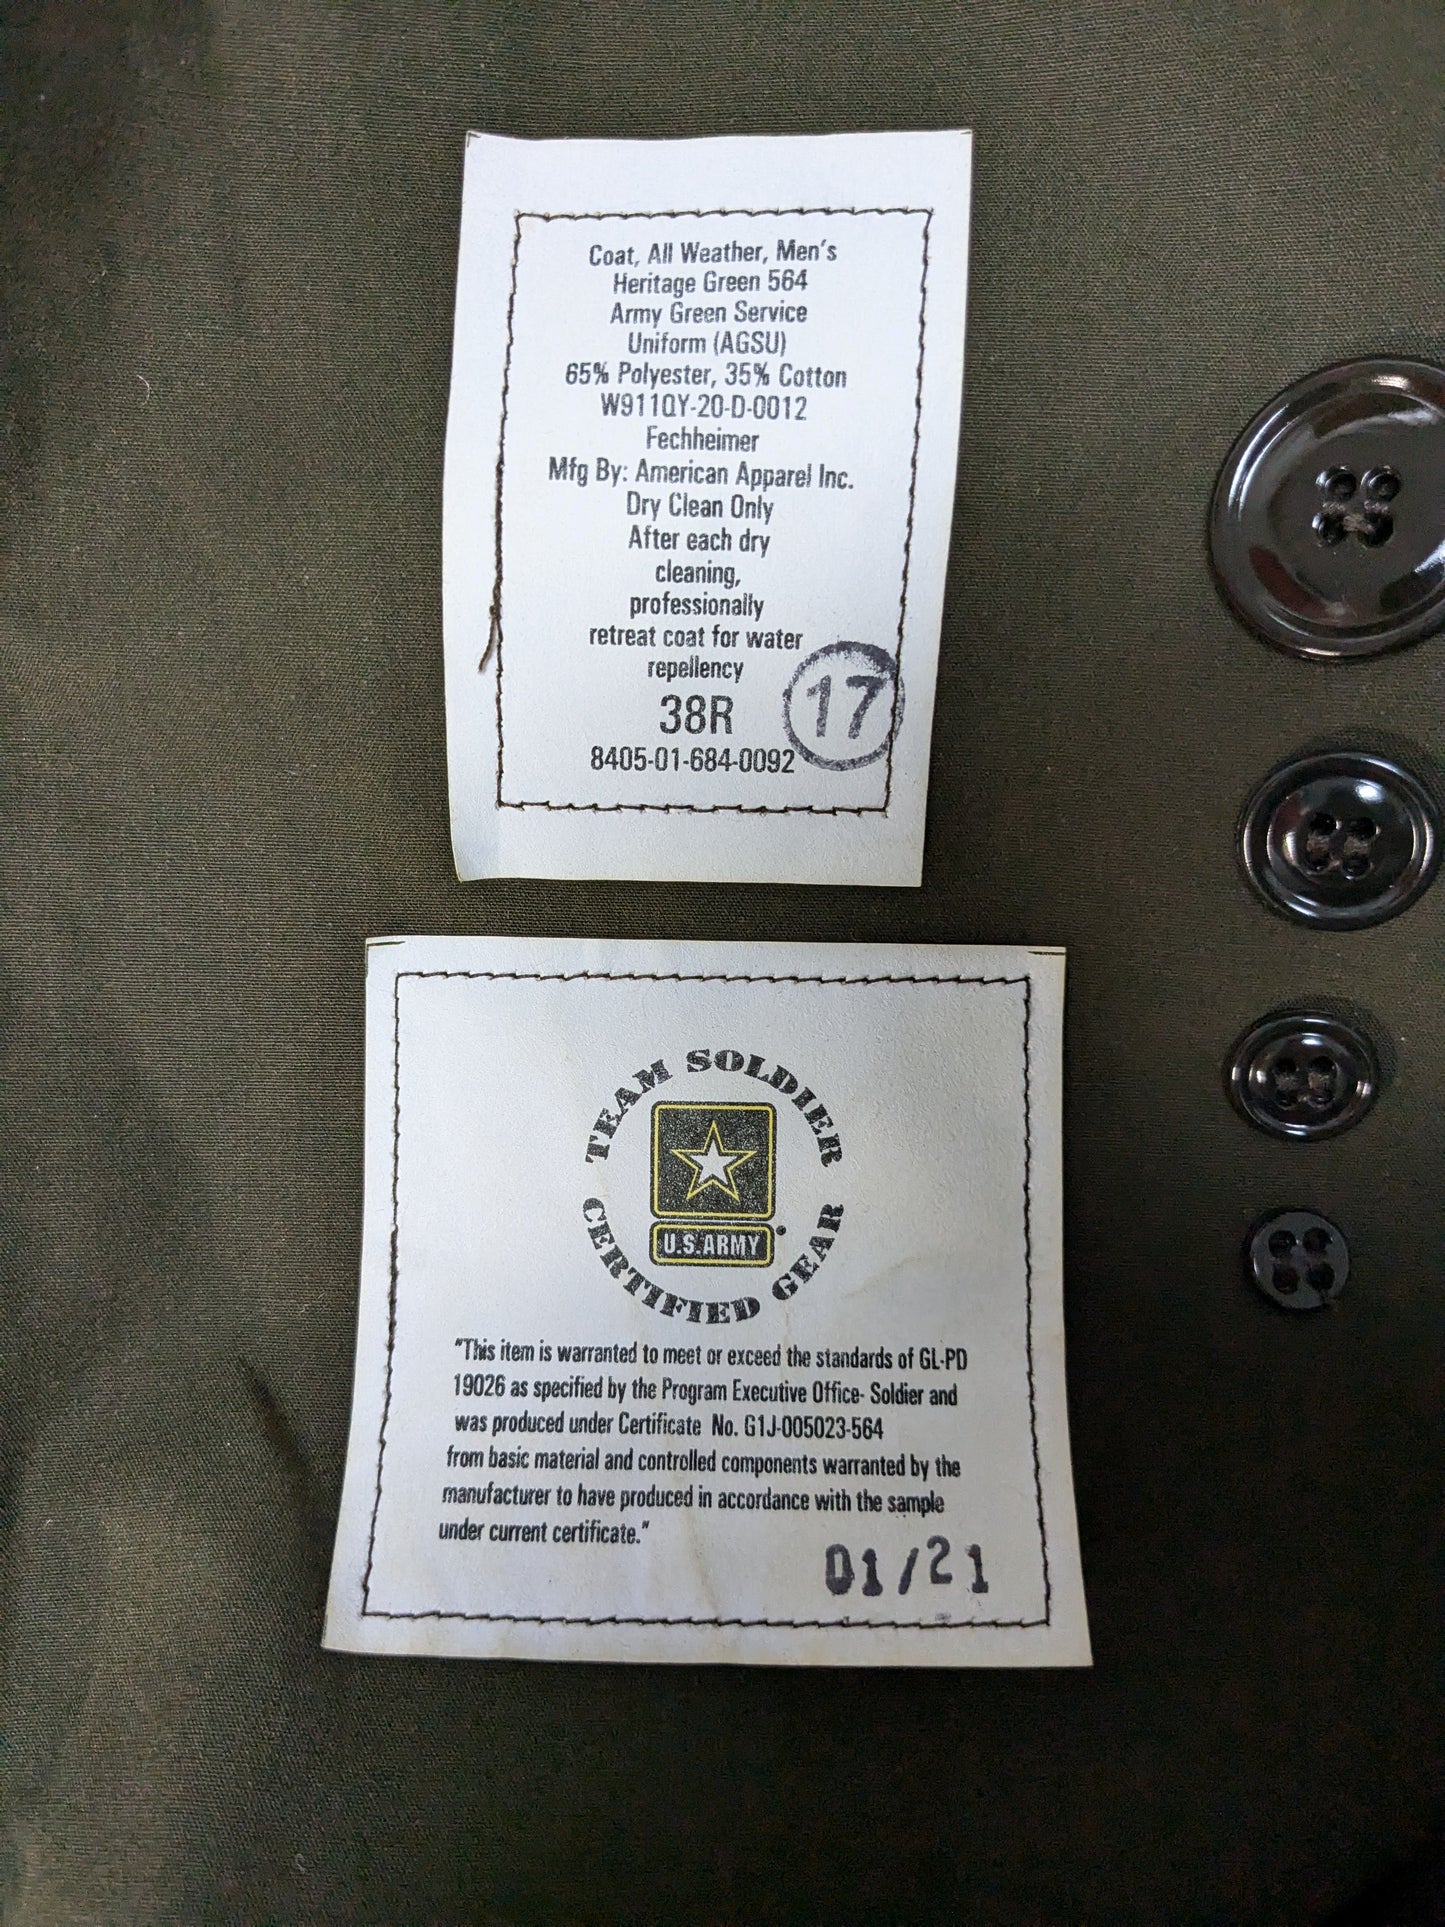 Coat, All Weather, Men's
Heritage Green 564
Army Green Service
Uniform (AGSU)
65% Polyester, 35% Cotton
W911QY-20-D-0012
Fechheimer
Mfg By: American Apparel Inc.
Dry Clean Only
After each dry
cleaning,
professionally
retreat coat for water
repellency
38R
17
8405-01-684-0092
TEAM SOLDIER
U.S.ARMY
CERTIFIED GEAR
"This item is warranted to meet or exceed the standards of GL-PD
19026 as specified by the Program Executive Office- Soldier and
was produced under Certificate No. G1J-005023-564
from basic material and controlled components warranted by the
manufacturer to have produced in accordance with the sample
under current certificate."
01/21